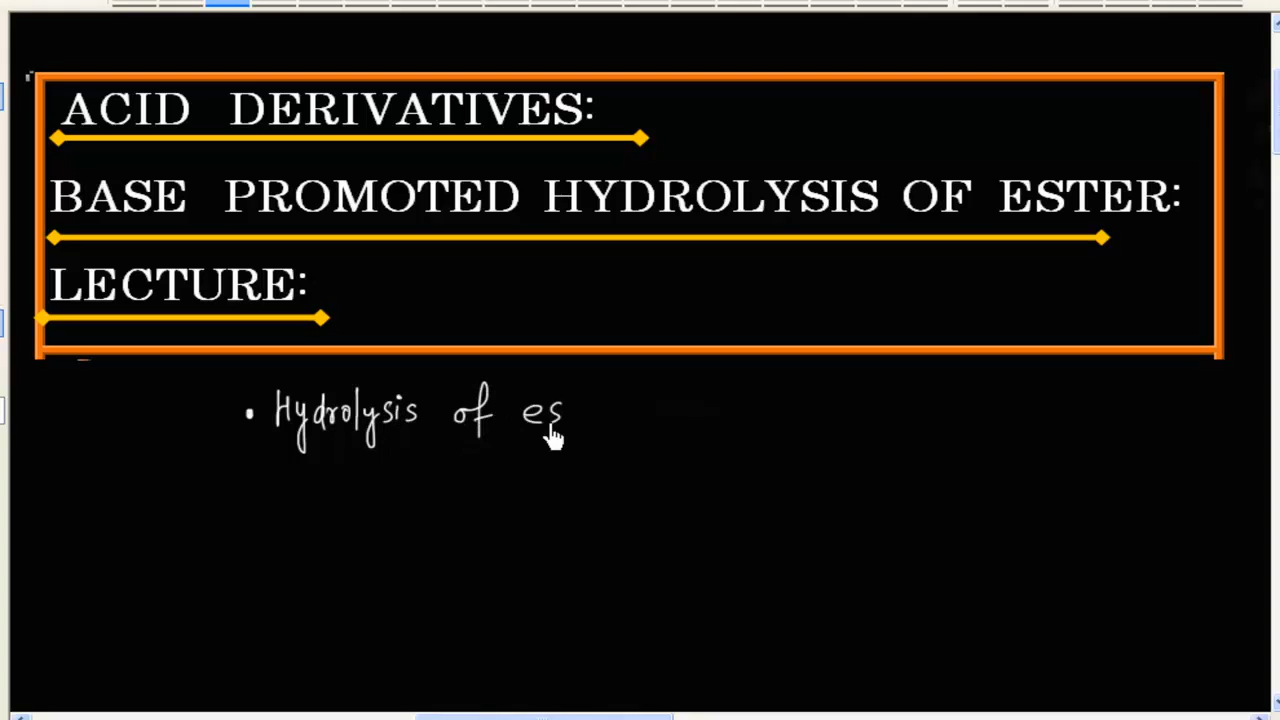 ACID DERIVATIVES:
BASE PROMOTED HYDROLYSIS OF ESTER:
LECTURE:
• Hydrolysis of es